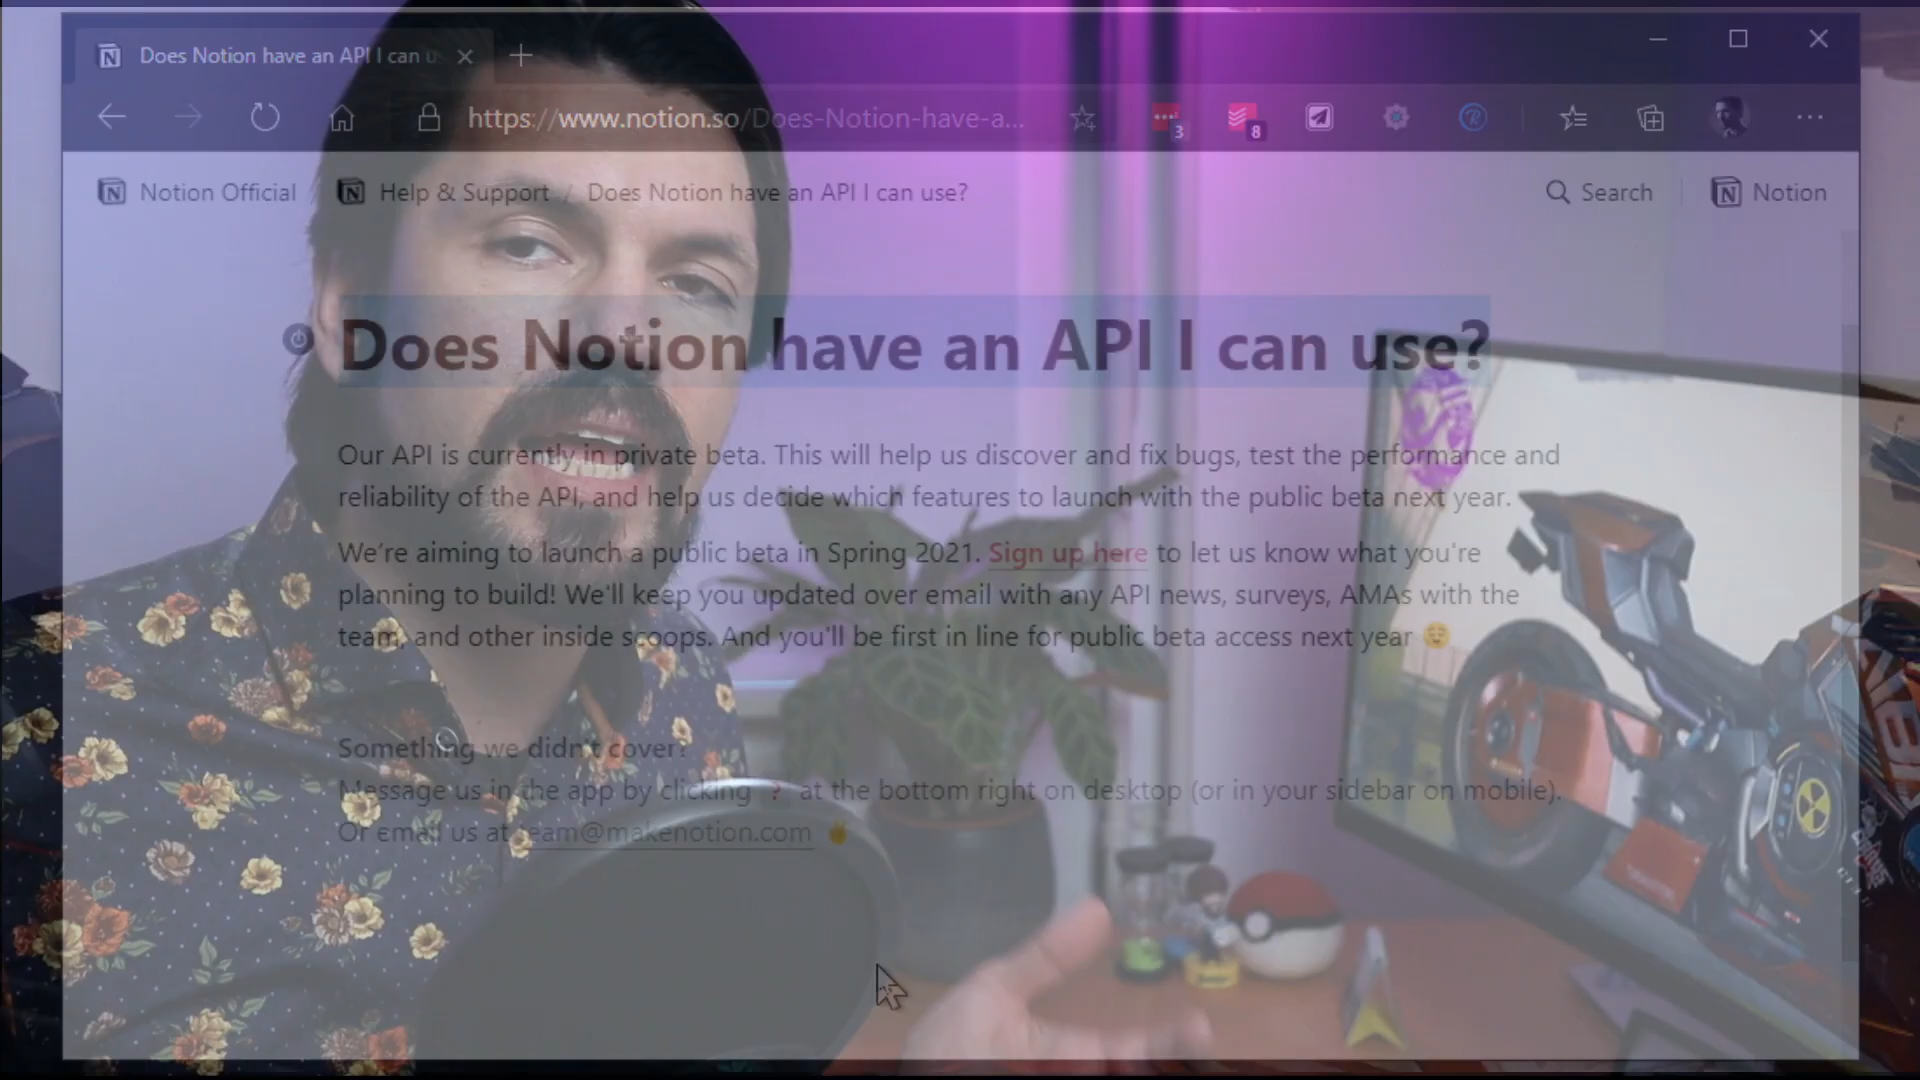 Does Notion have an API I can u
https://www.notion.so/Does-Notion-have-a...
3
8
Notion Official / Help & Support / Does Notion have an API I can use?
Search
Notion
Does Notion have an API I can use?
Our API is currently in private beta. This will help us discover and fix bugs, test the performance and
reliability of the API, and help us decide which features to launch with the public beta next year.
We're aiming to launch a public beta in Spring 2021. Sign up here to let us know what you're
planning to build! We'll keep you updated over email with any API news, surveys, AMAs with the
team, and other inside scoops. And you'll be first in line for public beta access next year 😌
Something we didn't cover?
Message us in the app by clicking ? at the bottom right on desktop (or in your sidebar on mobile).
Or email us at team@makenotion.com ✌